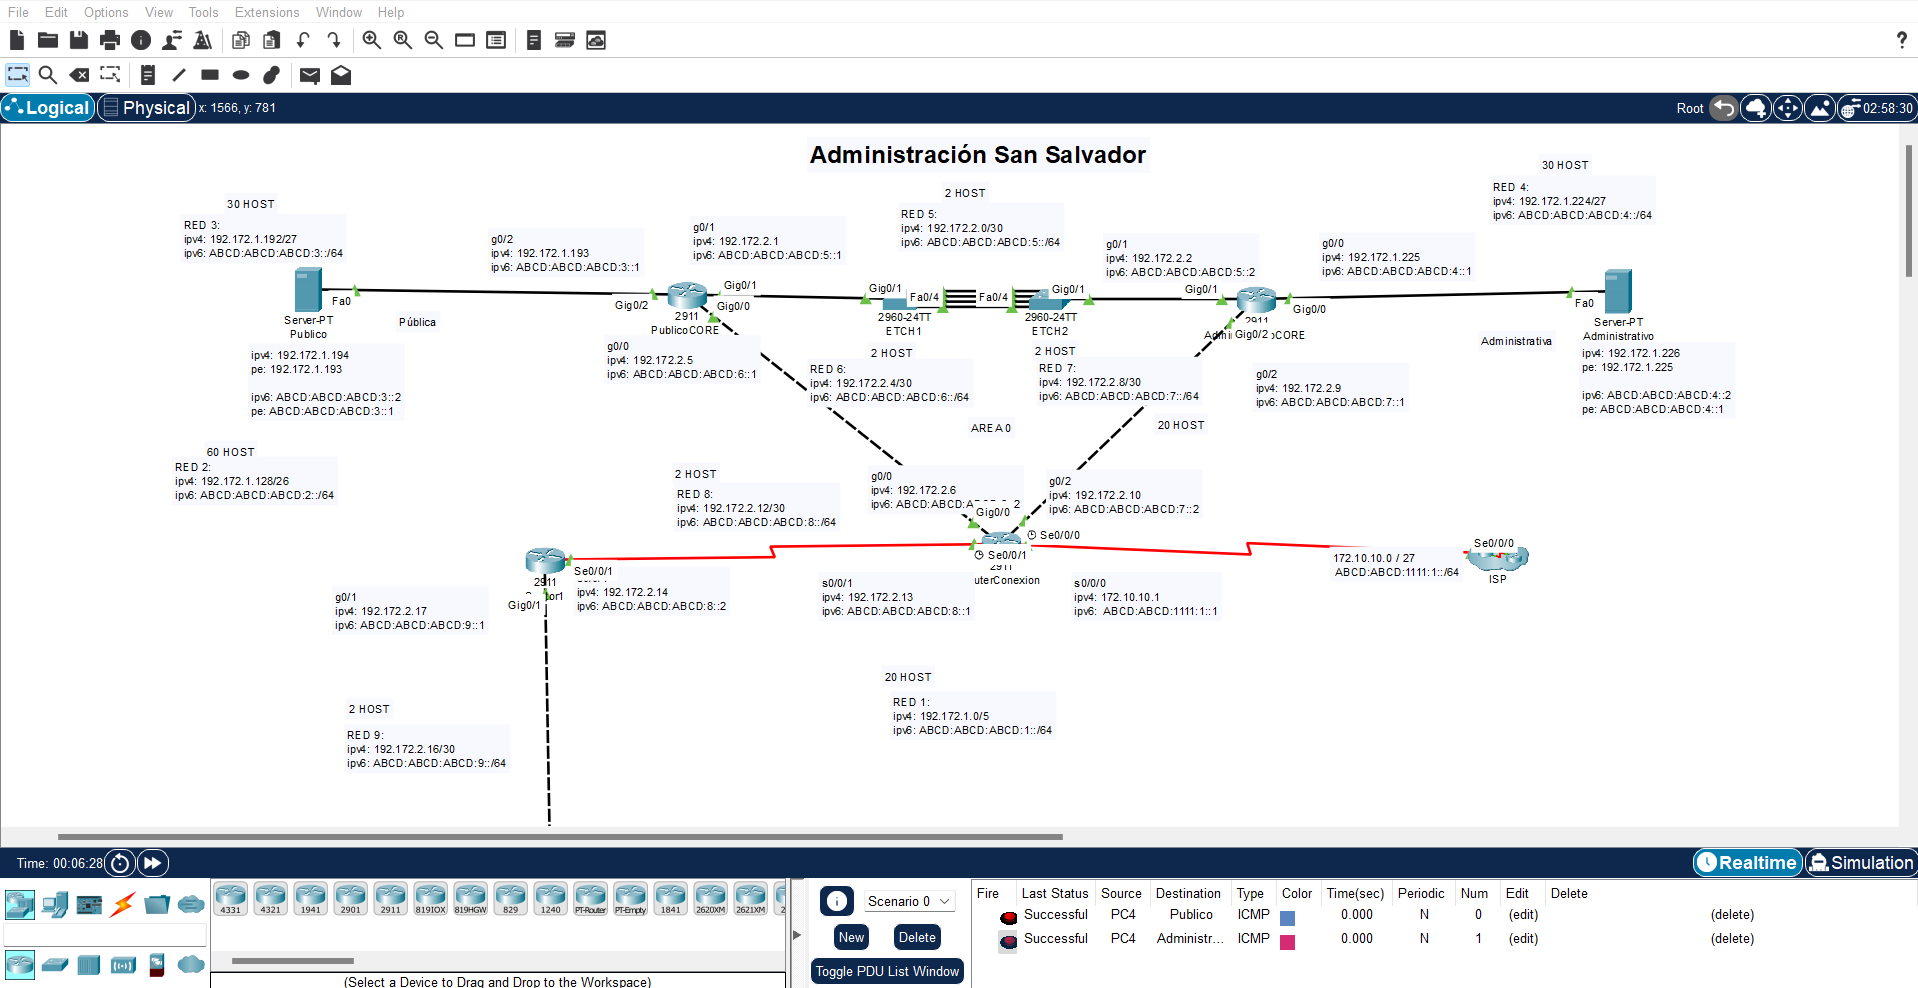 File Edit Options View Tools Extensions Window Help
?
Logical Physical x: 1566, y: 781 Root 02:58:30
Administración San Salvador
30 HOST
RED 3:
ipv4: 192.172.1.192/27
ipv6: ABCD:ABCD:ABCD:3::/64
g0/2
ipv4: 192.172.1.193
ipv6: ABCD:ABCD:ABCD:3::1
g0/1
ipv4: 192.172.2.1
ipv6: ABCD:ABCD:ABCD:5::1
2 HOST
RED 5:
ipv4: 192.172.2.0/30
ipv6: ABCD:ABCD:ABCD:5::/64
g0/1
ipv4: 192.172.2.2
ipv6: ABCD:ABCD:ABCD:5::2
g0/0
ipv4: 192.172.1.225
ipv6: ABCD:ABCD:ABCD:4::1
30 HOST
RED 4:
ipv4: 192.172.1.224/27
ipv6: ABCD:ABCD:ABCD:4::/64
Fa0
Server-PT
Publico
Pública
Gig0/2
Gig0/1
Gig0/0
2911
PublicoCORE
Gig0/1
Fa0/4
2960-24TT
ETCH1
Fa0/4
Gig0/1
2960-24TT
ETCH2
Gig0/1
Gig0/0
2911
Gig0/2
CORE
Fa0
Server-PT
Administrativo
Administrativa
ipv4: 192.172.1.194
pe: 192.172.1.193
ipv6: ABCD:ABCD:ABCD:3::2
pe: ABCD:ABCD:ABCD:3::1
g0/0
ipv4: 192.172.2.5
ipv6: ABCD:ABCD:ABCD:6::1
2 HOST
RED 6:
ipv4: 192.172.2.4/30
ipv6: ABCD:ABCD:ABCD:6::/64
2 HOST
RED 7:
ipv4: 192.172.2.8/30
ipv6: ABCD:ABCD:ABCD:7::/64
g0/2
ipv4: 192.172.2.9
ipv6: ABCD:ABCD:ABCD:7::1
ipv4: 192.172.1.226
pe: 192.172.1.225
ipv6: ABCD:ABCD:ABCD:4::2
pe: ABCD:ABCD:ABCD:4::1
AREA 0
20 HOST
60 HOST
RED 2:
ipv4: 192.172.1.128/26
ipv6: ABCD:ABCD:ABCD:2::/64
2 HOST
RED 8:
ipv4: 192.172.2.12/30
ipv6: ABCD:ABCD:ABCD:8::/64
g0/0
ipv4: 192.172.2.6
ipv6: ABCD:ABCD:
g0/2
ipv4: 192.172.2.10
ipv6: ABCD:ABCD:ABCD:7::2
Gig0/0
Se0/0/0
Se0/0/1
2911
uterConexion
Se0/0/0
ISP
172.10.10.0 / 27
ABCD:ABCD:1111:1::/64
2911
Se0/0/1
Gig0/1
ipv4: 192.172.2.14
ipv6: ABCD:ABCD:ABCD:8::2
g0/1
ipv4: 192.172.2.17
ipv6: ABCD:ABCD:ABCD:9::1
s0/0/1
ipv4: 192.172.2.13
ipv6: ABCD:ABCD:ABCD:8::1
s0/0/0
ipv4: 172.10.10.1
ipv6: ABCD:ABCD:1111:1::1
20 HOST
RED 1:
ipv4: 192.172.1.0/5
ipv6: ABCD:ABCD:ABCD:1::/64
2 HOST
RED 9:
ipv4: 192.172.2.16/30
ipv6: ABCD:ABCD:ABCD:9::/64
Time: 00:06:28 Realtime Simulation
4331 4321 1941 2901 2911 819IOX 819HGW 829 1240 PT-Router PT-Empty 1841 2620XM 2621XM 2
(Select a Device to Drag and Drop to the Workspace)
Scenario 0
New Delete
Toggle PDU List Window
Fire Last Status Source Destination Type Color Time(sec) Periodic Num Edit Delete
Successful PC4 Publico ICMP 0.000 N 0 (edit) (delete)
Successful PC4 Administr... ICMP 0.000 N 1 (edit) (delete)